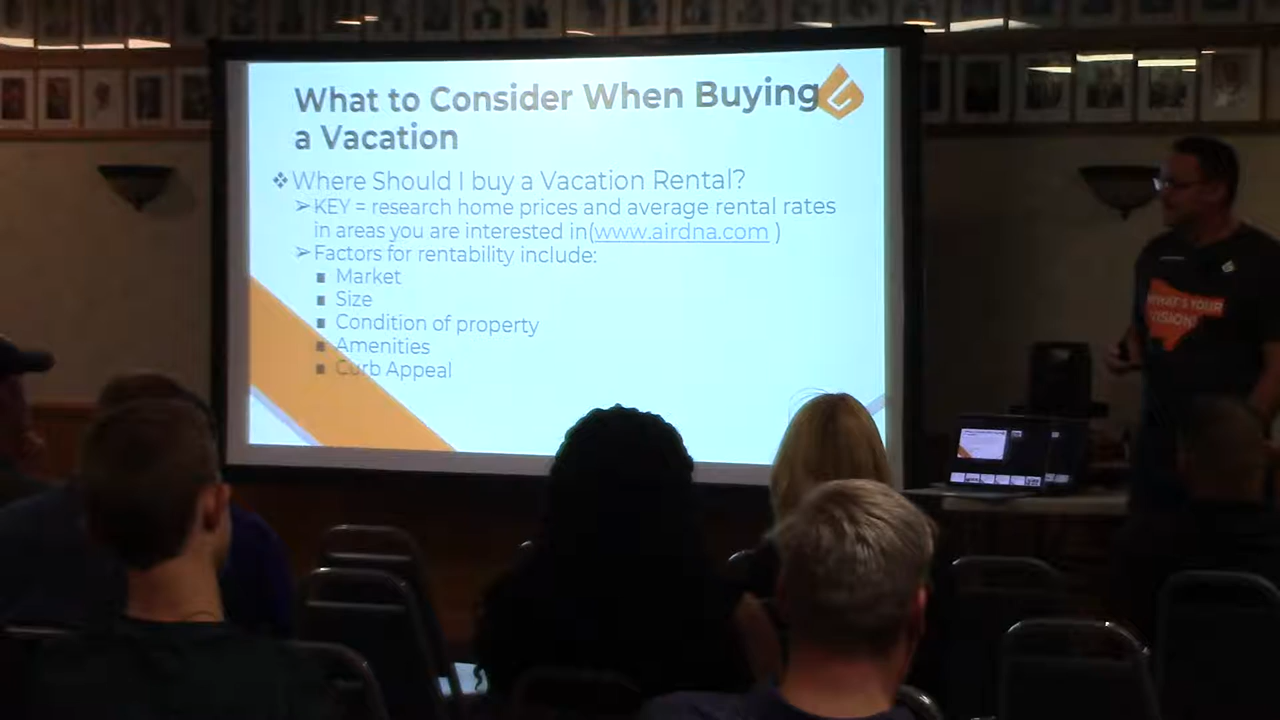 What to Consider When Buying
a Vacation
❖Where Should I buy a Vacation Rental?
➢KEY = research home prices and average rental rates
in areas you are interested in(www.airdna.com )
➢Factors for rentability include:
▪ Market
▪ Size
▪ Condition of property
▪ Amenities
▪ Curb Appeal
WHAT'S YOUR
VISION?